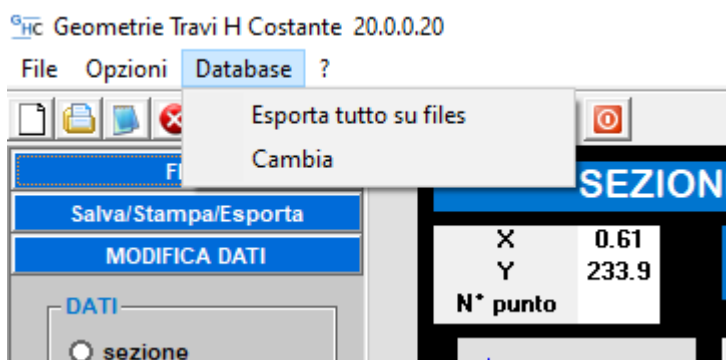 GHC Geometrie Travi H Costante 20.0.0.20
File Opzioni Database ?
Esporta tutto su files
Cambia
Salva/Stampa/Esporta
MODIFICA DATI
DATI
sezione
SEZION
X 0.61
Y 233.9
N° punto